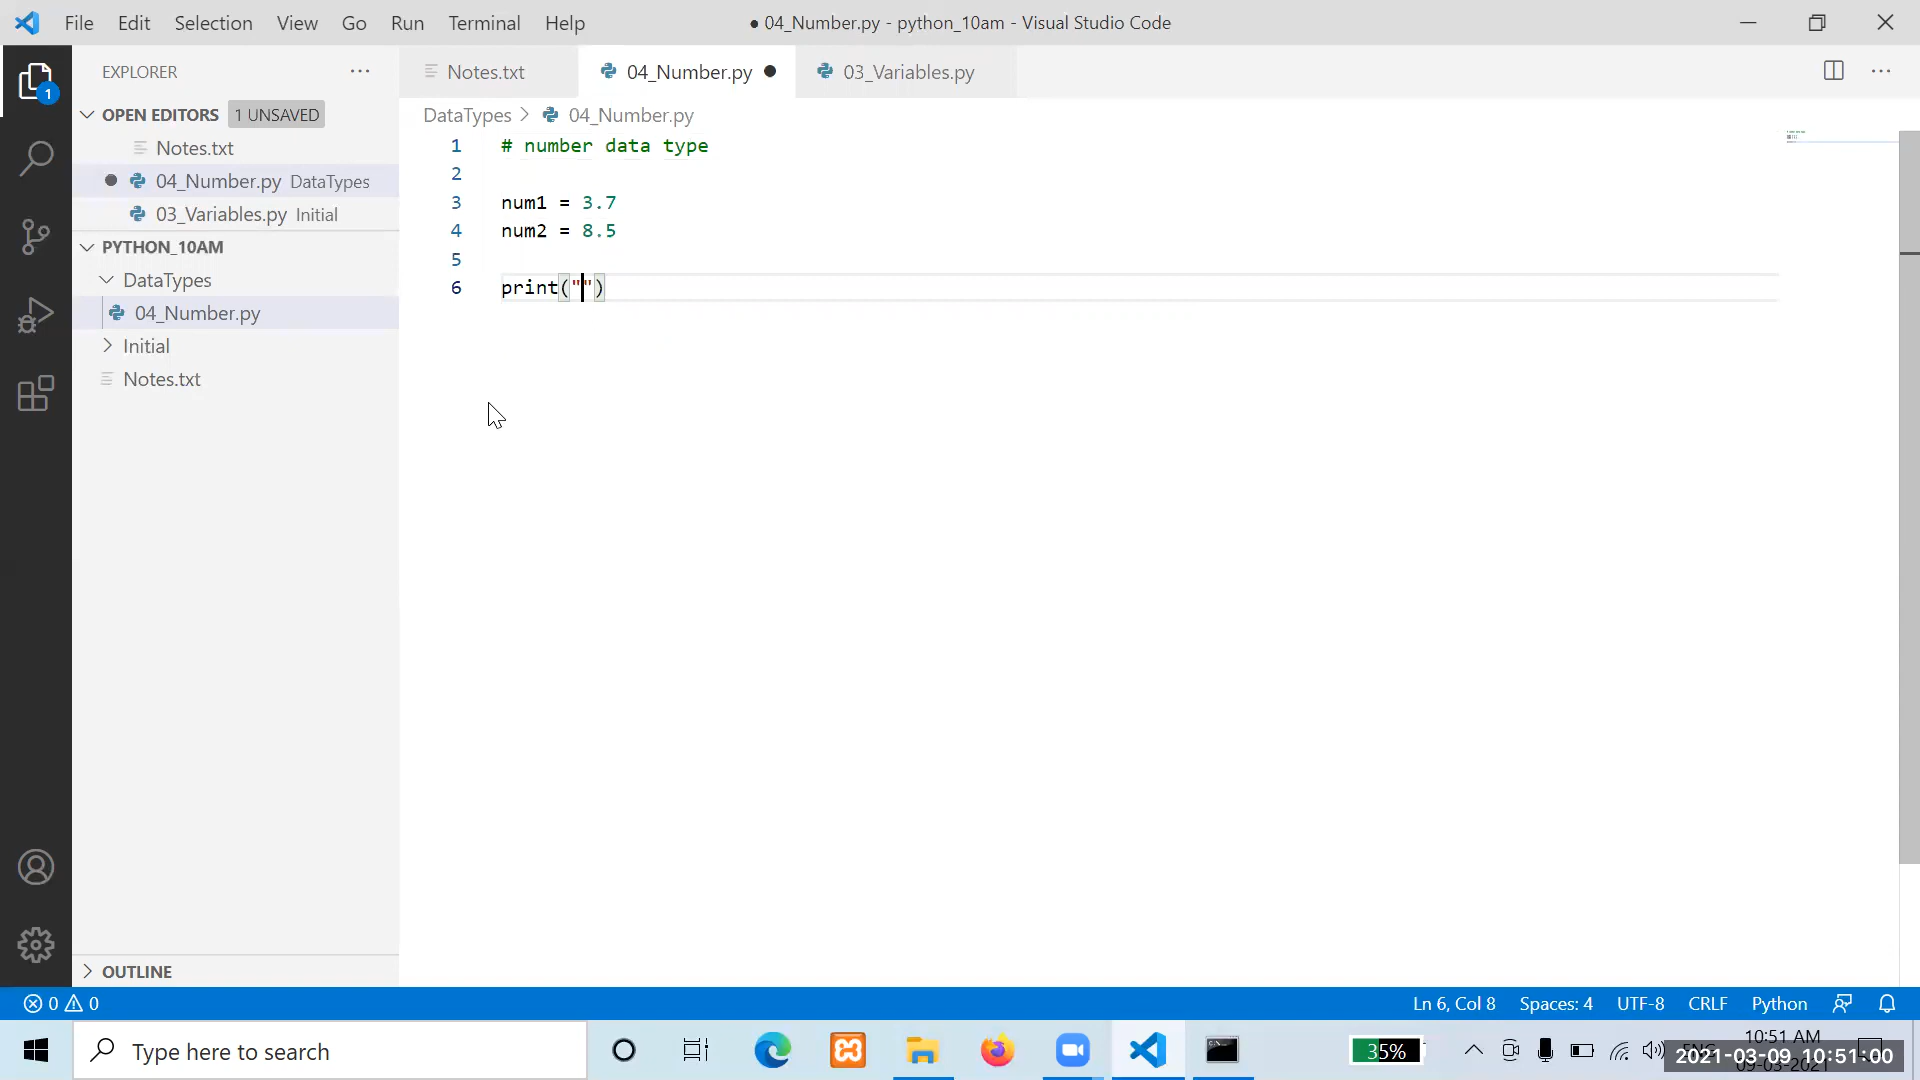 File Edit Selection View Go Run Terminal Help
● 04_Number.py - python_10am - Visual Studio Code
EXPLORER
Notes.txt
04_Number.py
03_Variables.py
1
OPEN EDITORS 1 UNSAVED
Notes.txt
04_Number.py DataTypes
03_Variables.py Initial
PYTHON_10AM
DataTypes
04_Number.py
Initial
Notes.txt
OUTLINE
DataTypes > 04_Number.py
1 # number data type
2
3 num1 = 3.7
4 num2 = 8.5
5
6 print("")
0 0
Ln 6, Col 8 Spaces: 4 UTF-8 CRLF Python
Type here to search
35%
10:51 AM
2021-03-09 10:51:00